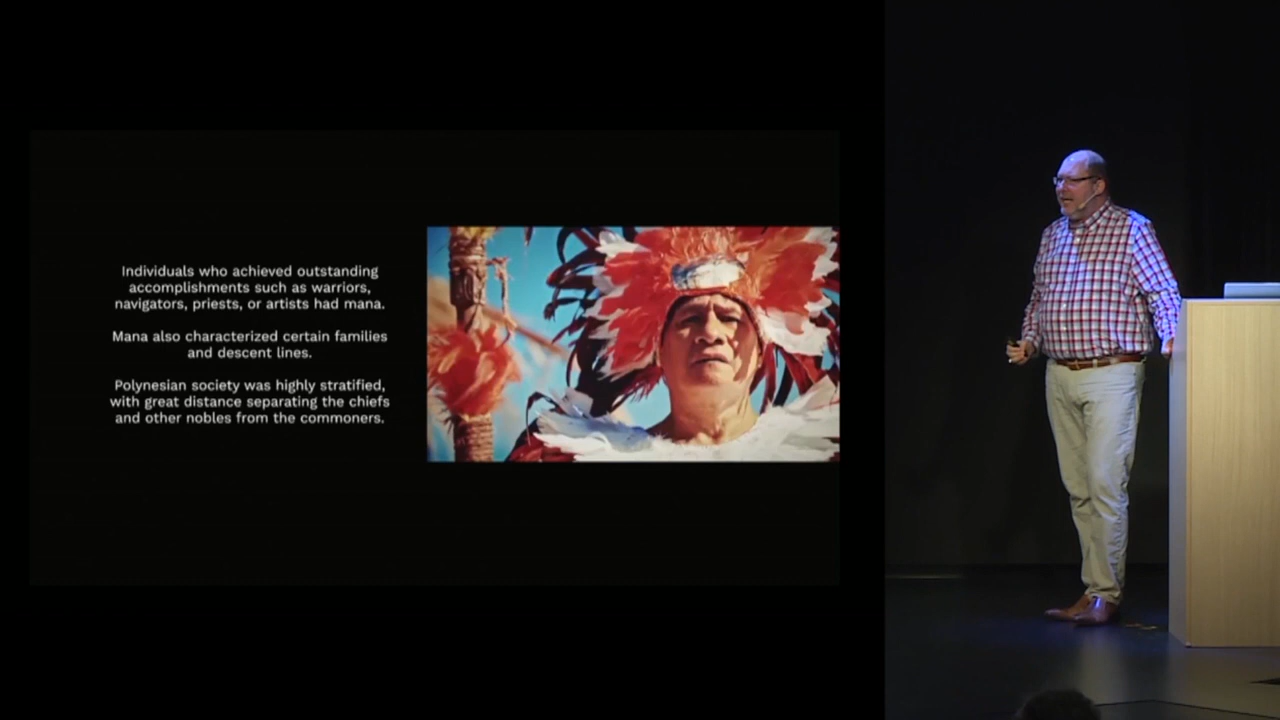 Individuals who achieved outstanding
accomplishments such as warriors,
navigators, priests, or artists had mana.
Mana also characterized certain families
and descent lines.
Polynesian society was highly stratified,
with great distance separating the chiefs
and other nobles from the commoners.